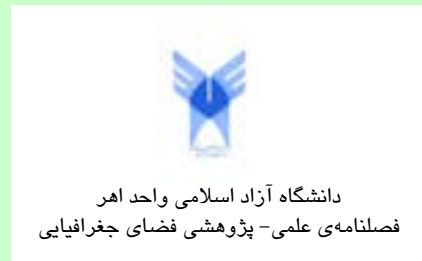 دانشگاه آزاد اسلامی واحد اهر
فصلنامه‌ی علمی- پژوهشی فضای جغرافیایی